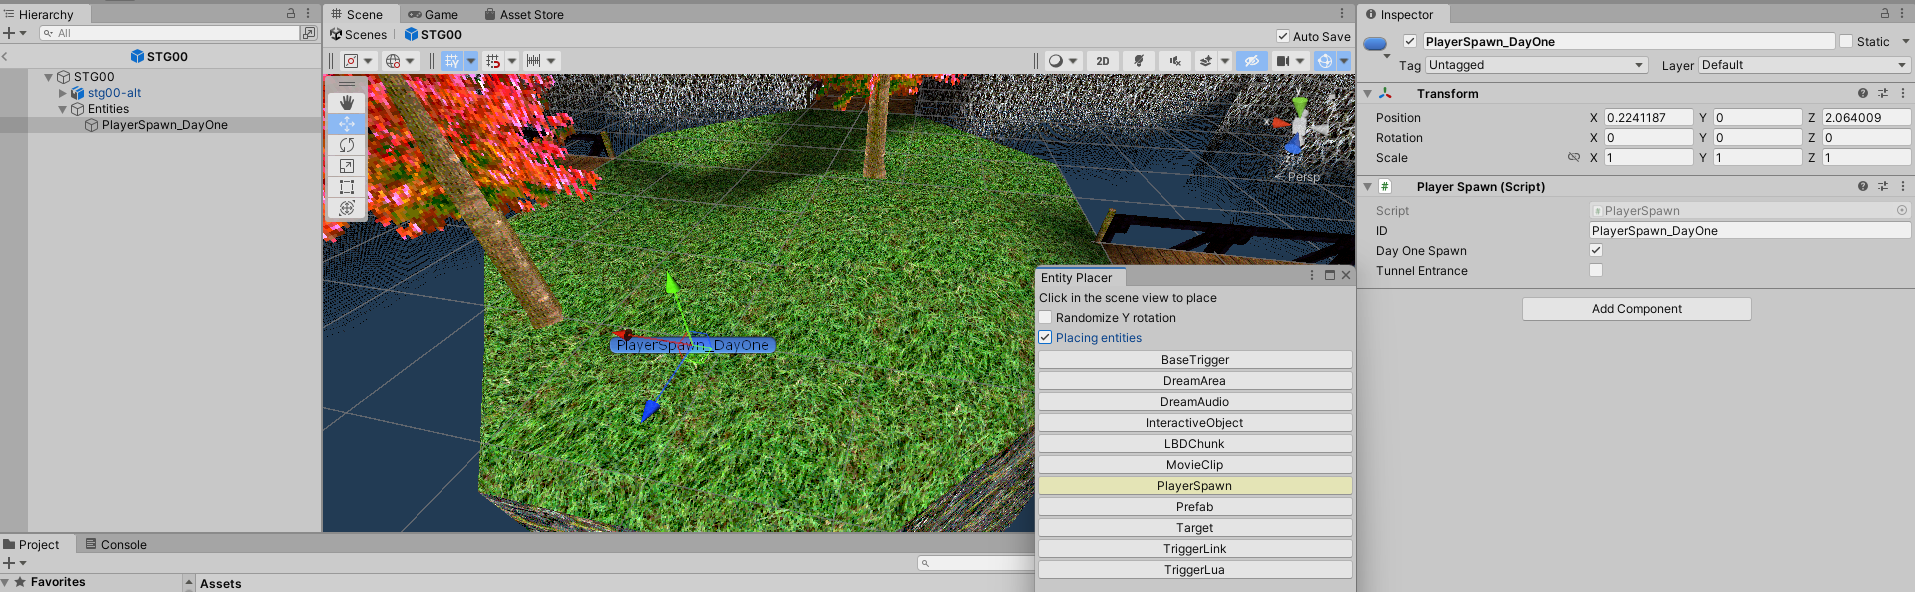 Hierarchy
All
STG00
STG00
stg00-alt
Entities
PlayerSpawn_DayOne
Scene
Game
Asset Store
Scenes
STG00
Auto Save
2D
x
Persp
PlayerSpawn_DayOne
Entity Placer
Click in the scene view to place
Randomize Y rotation
Placing entities
BaseTrigger
DreamArea
DreamAudio
InteractiveObject
LBDChunk
MovieClip
PlayerSpawn
Prefab
Target
TriggerLink
TriggerLua
Inspector
PlayerSpawn_DayOne
Static
Tag Untagged Layer Default
Transform
Position X 0.2241187 Y 0 Z 2.064009
Rotation X 0 Y 0 Z 0
Scale X 1 Y 1 Z 1
# Player Spawn (Script)
Script # PlayerSpawn
ID PlayerSpawn_DayOne
Day One Spawn
Tunnel Entrance
Add Component
Project
Console
Favorites
Assets